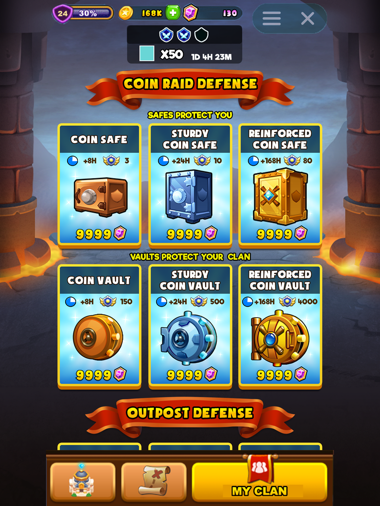 24 30% 168K 130
X50 1D 4H 23M
COIN RAID DEFENSE
SAFES PROTECT YOU
COIN SAFE
+8H 3
9999
STURDY
COIN SAFE
+24H 10
9999
REINFORCED
COIN SAFE
+168H 80
9999
VAULTS PROTECT YOUR CLAN
COIN VAULT
+8H 150
9999
STURDY
COIN VAULT
+24H 500
9999
REINFORCED
COIN VAULT
+168H 4000
9999
OUTPOST DEFENSE
MY CLAN